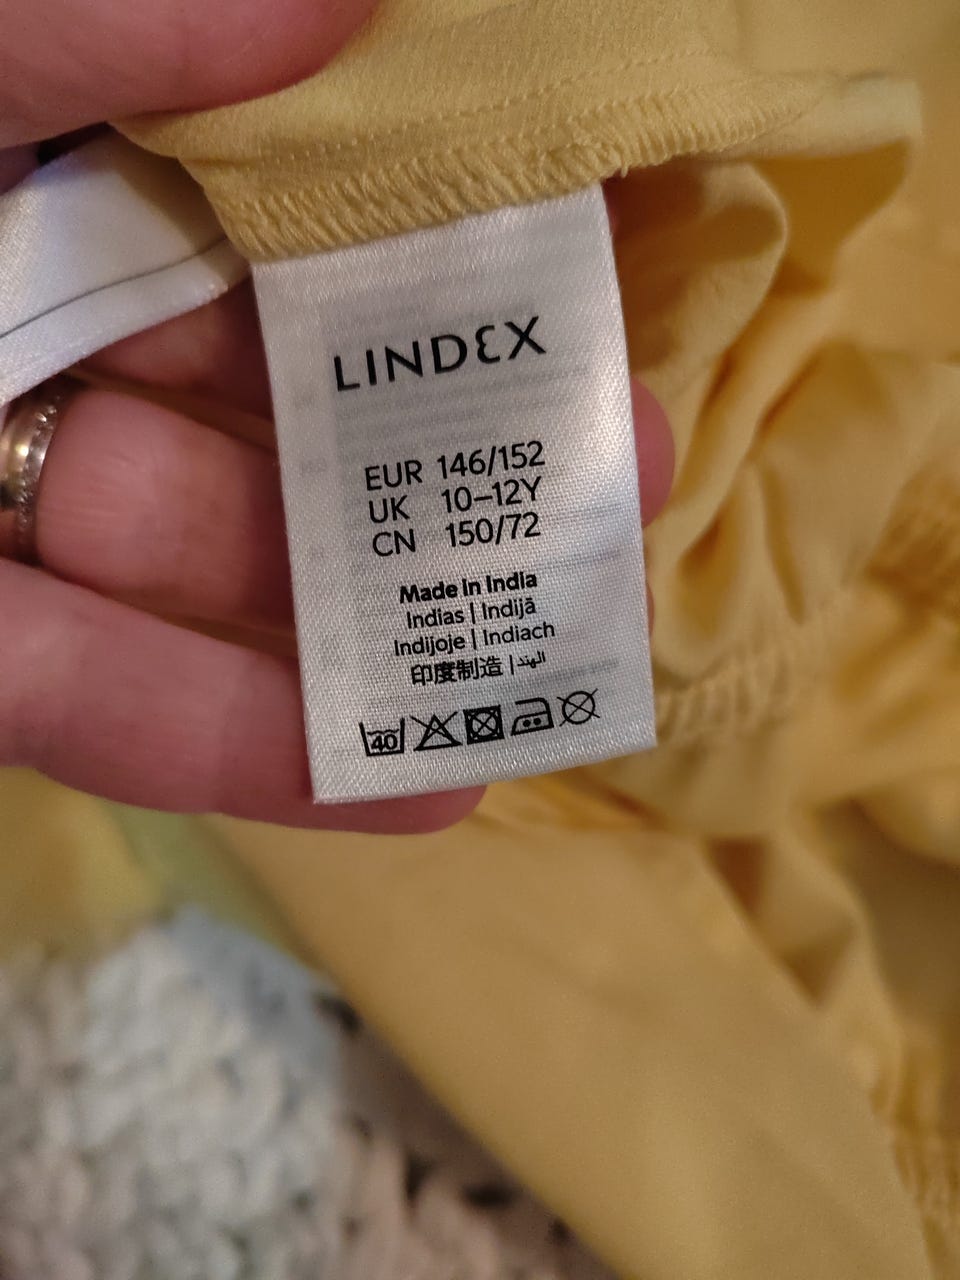 LINDEX
EUR 146/152
UK 10–12Y
CN 150/72
Made in India
Indias | Indijā
Indijoje | Indiach
印度制造 | الهند
40